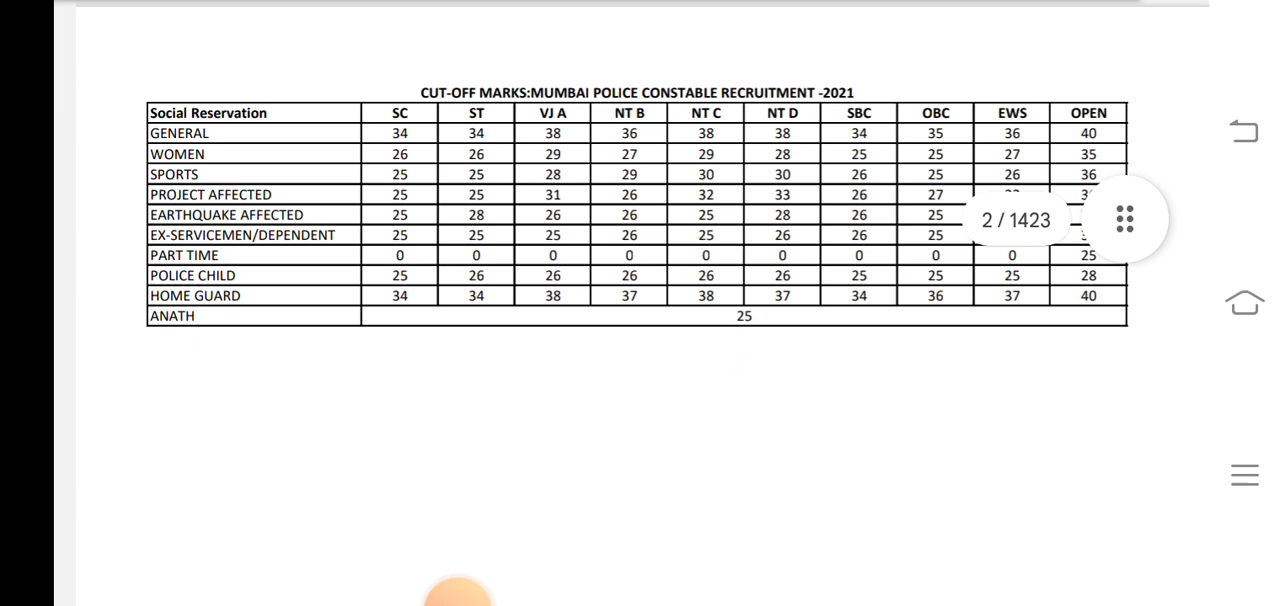 CUT-OFF MARKS:MUMBAI POLICE CONSTABLE RECRUITMENT -2021
Social Reservation SC ST VJ A NT B NT C NT D SBC OBC EWS OPEN
GENERAL 34 34 38 36 38 38 34 35 36 40
WOMEN 26 26 29 27 29 28 25 25 27 35
SPORTS 25 25 28 29 30 30 26 25 26 36
PROJECT AFFECTED 25 25 31 26 32 33 26 27
EARTHQUAKE AFFECTED 25 28 26 26 25 28 26 25
2 / 1423
EX-SERVICEMEN/DEPENDENT 25 25 25 26 25 26 26 25
PART TIME 0 0 0 0 0 0 0 0 0 25
POLICE CHILD 25 26 26 26 26 26 25 25 25 28
HOME GUARD 34 34 38 37 38 37 34 36 37 40
ANATH 25